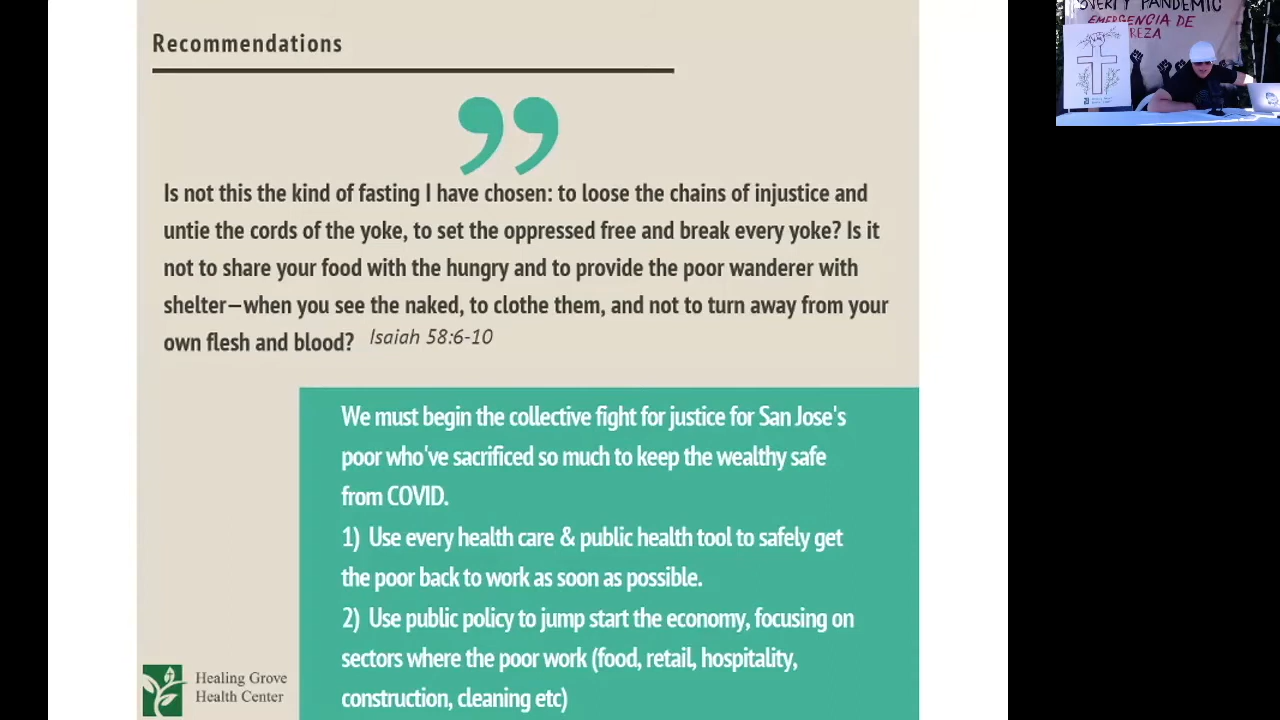 Recommendations
Is not this the kind of fasting I have chosen: to loose the chains of injustice and
untie the cords of the yoke, to set the oppressed free and break every yoke? Is it
not to share your food with the hungry and to provide the poor wanderer with
shelter—when you see the naked, to clothe them, and not to turn away from your
own flesh and blood? Isaiah 58:6-10
We must begin the collective fight for justice for San Jose's
poor who've sacrificed so much to keep the wealthy safe
from COVID.
1) Use every health care & public health tool to safely get
the poor back to work as soon as possible.
2) Use public policy to jump start the economy, focusing on
sectors where the poor work (food, retail, hospitality,
construction, cleaning etc)
Healing Grove
Health Center
PANDEMIC
EMERGENCIA DE